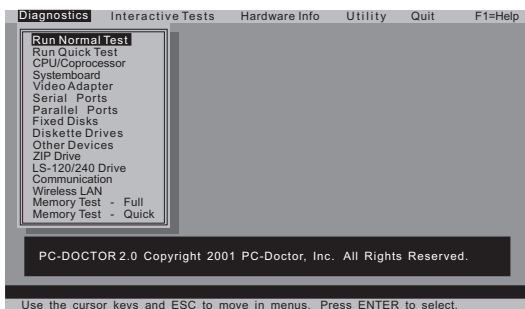 Diagnostics Interactive Tests Hardware Info Utility Quit F1=Help
Run Normal Test
Run Quick Test
CPU/Coprocessor
Systemboard
Video Adapter
Serial Ports
Parallel Ports
Fixed Disks
Diskette Drives
Other Devices
ZIP Drive
LS-120/240 Drive
Communication
Wireless LAN
Memory Test - Full
Memory Test - Quick
PC-DOCTOR 2.0 Copyright 2001 PC-Doctor, Inc. All Rights Reserved.
Use the cursor keys and ESC to move in menus. Press ENTER to select.